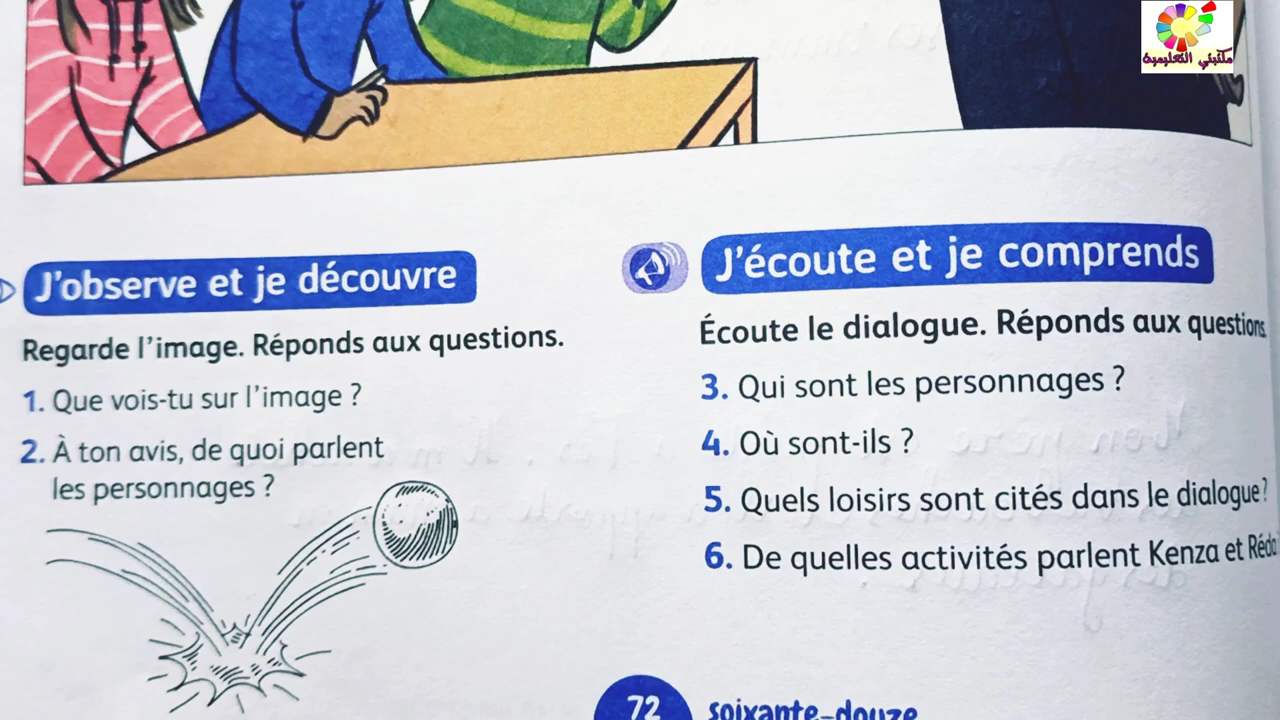 مكتبتي التعليمية
J'observe et je découvre
Regarde l'image. Réponds aux questions.
1. Que vois-tu sur l'image ?
2. À ton avis, de quoi parlent
les personnages ?
J'écoute et je comprends
Écoute le dialogue. Réponds aux questions.
3. Qui sont les personnages ?
4. Où sont-ils ?
5. Quels loisirs sont cités dans le dialogue ?
6. De quelles activités parlent Kenza et Réda
72 soixante-douze